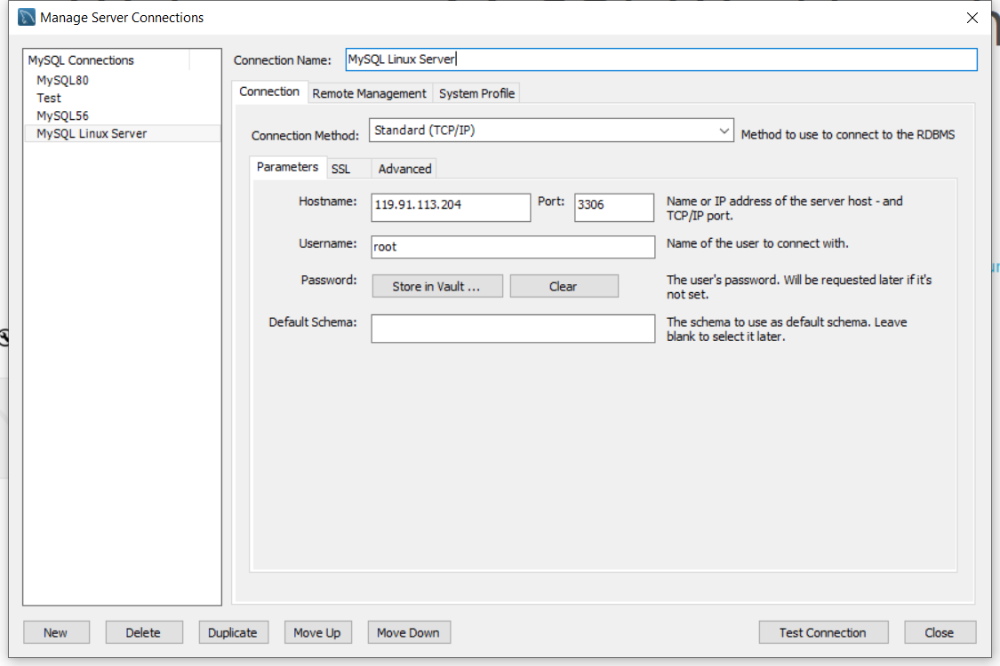 Manage Server Connections
MySQL Connections
MySQL80
Test
MySQL56
MySQL Linux Server
Connection Name:
MySQL Linux Server
Connection
Remote Management
System Profile
Connection Method:
Standard (TCP/IP)
Method to use to connect to the RDBMS
Parameters
SSL
Advanced
Hostname:
119.91.113.204
Port:
3306
Name or IP address of the server host - and
TCP/IP port.
Username:
root
Name of the user to connect with.
Password:
Store in Vault ...
Clear
The user's password. Will be requested later if it's
not set.
Default Schema:
The schema to use as default schema. Leave
blank to select it later.
New
Delete
Duplicate
Move Up
Move Down
Test Connection
Close